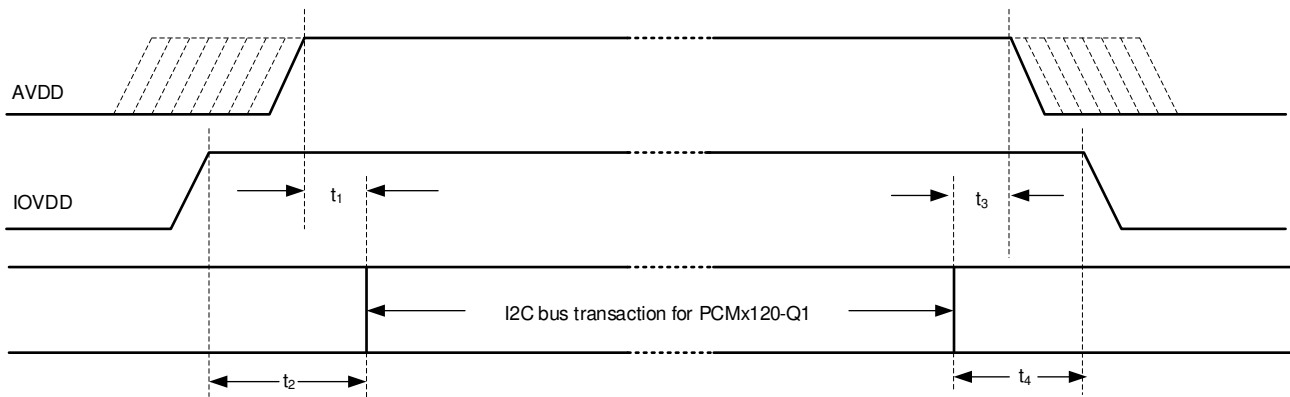 AVDD
IOVDD
t₁
t₃
I2C bus transaction for PCMx120-Q1
t₂
t₄